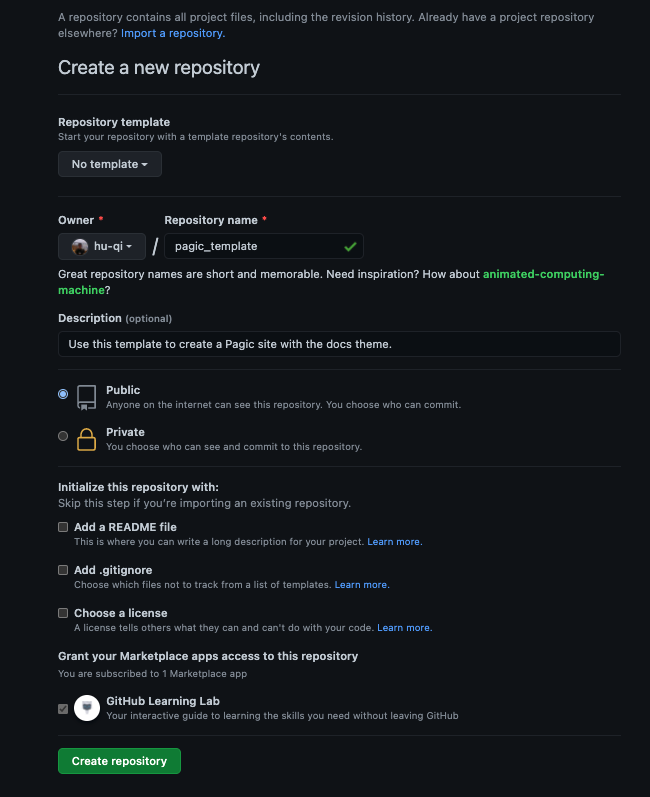 A repository contains all project files, including the revision history. Already have a project repository
elsewhere? Import a repository.
Create a new repository
Repository template
Start your repository with a template repository's contents.
No template
Owner * Repository name *
hu-qi / pagic_template
Great repository names are short and memorable. Need inspiration? How about animated-computing-
machine?
Description (optional)
Use this template to create a Pagic site with the docs theme.
Public
Anyone on the internet can see this repository. You choose who can commit.
Private
You choose who can see and commit to this repository.
Initialize this repository with:
Skip this step if you're importing an existing repository.
Add a README file
This is where you can write a long description for your project. Learn more.
Add .gitignore
Choose which files not to track from a list of templates. Learn more.
Choose a license
A license tells others what they can and can't do with your code. Learn more.
Grant your Marketplace apps access to this repository
You are subscribed to 1 Marketplace app
GitHub Learning Lab
Your interactive guide to learning the skills you need without leaving GitHub
Create repository